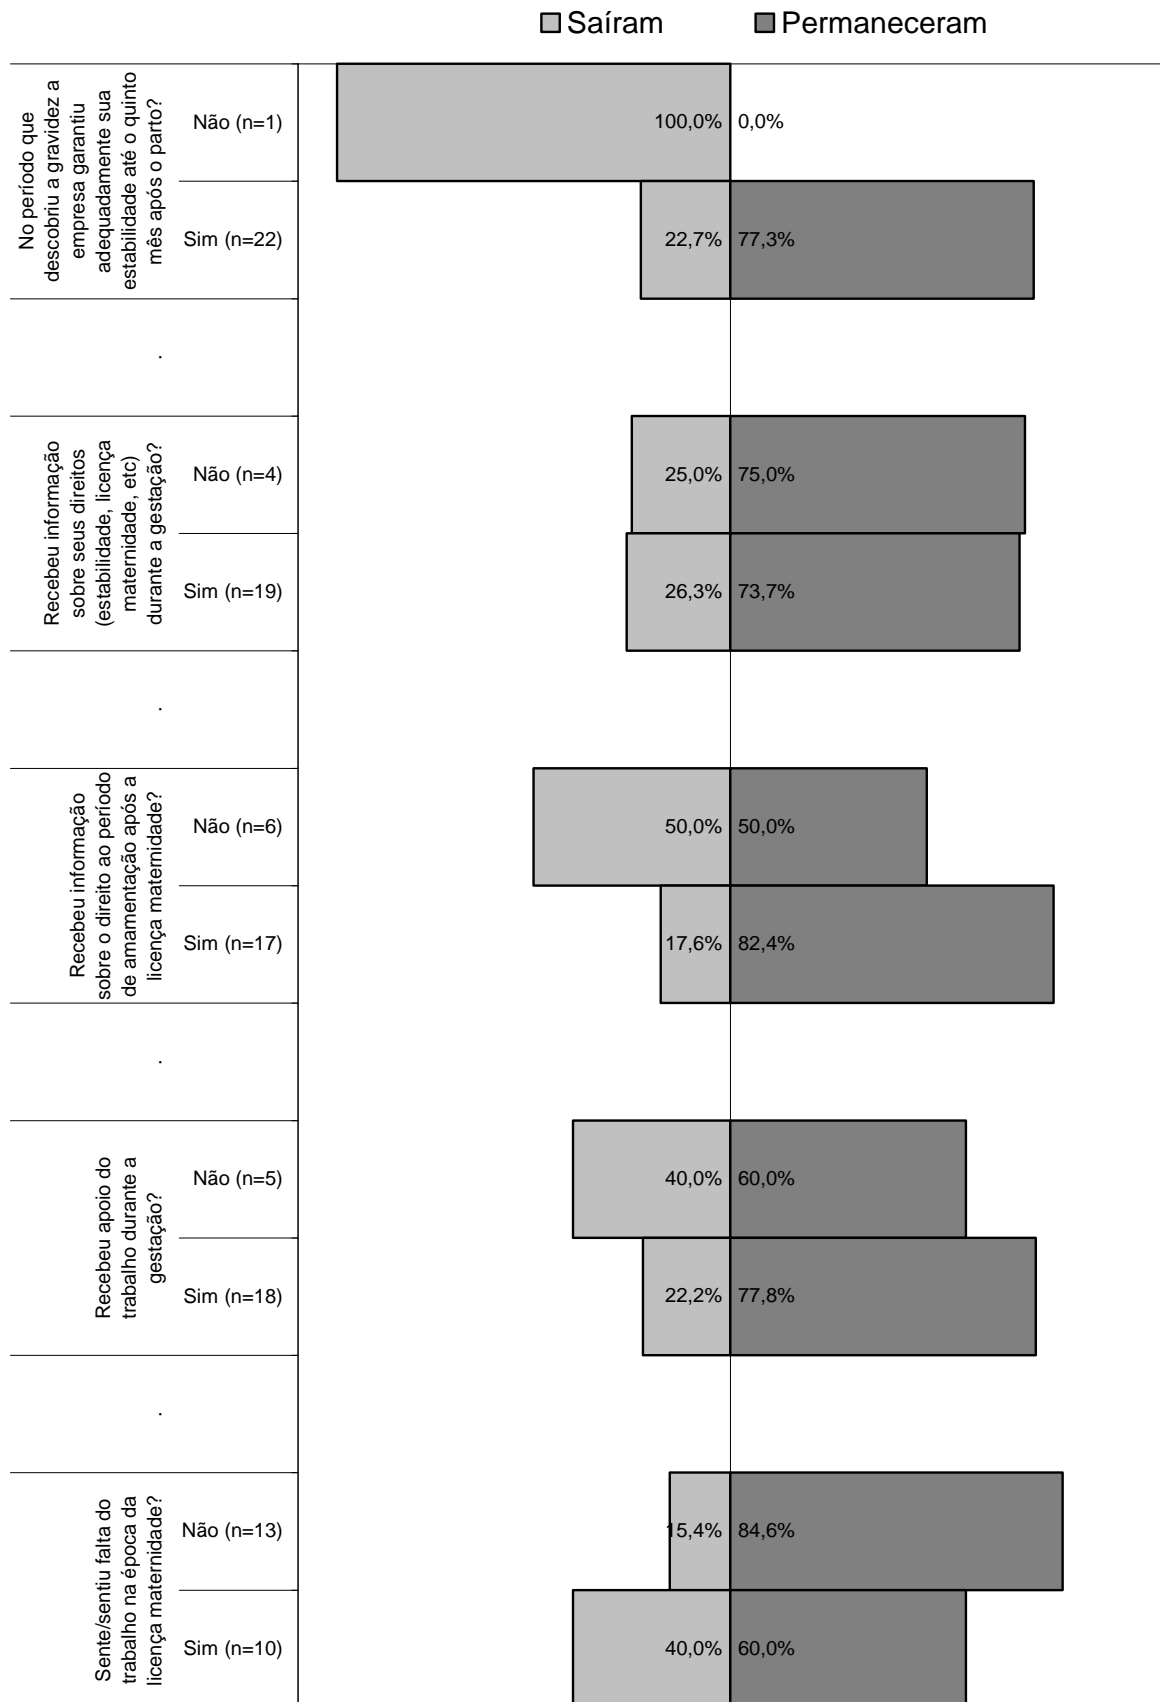 Saíram
Permaneceram
No período que
descobriu a gravidez a
empresa garantiu
adequadamente sua
estabilidade até o quinto
mês após o parto?
Não (n=1)
100,0%
0,0%
Sim (n=22)
22,7%
77,3%
.
Recebeu informação
sobre seus direitos
(estabilidade, licença
maternidade, etc)
durante a gestação?
Não (n=4)
25,0%
75,0%
Sim (n=19)
26,3%
73,7%
.
Recebeu informação
sobre o direito ao período
de amamentação após a
licença maternidade?
Não (n=6)
50,0%
50,0%
Sim (n=17)
17,6%
82,4%
.
Recebeu apoio do
trabalho durante a
gestação?
Não (n=5)
40,0%
60,0%
Sim (n=18)
22,2%
77,8%
.
Sente/sentiu falta do
trabalho na época da
licença maternidade?
Não (n=13)
15,4%
84,6%
Sim (n=10)
40,0%
60,0%